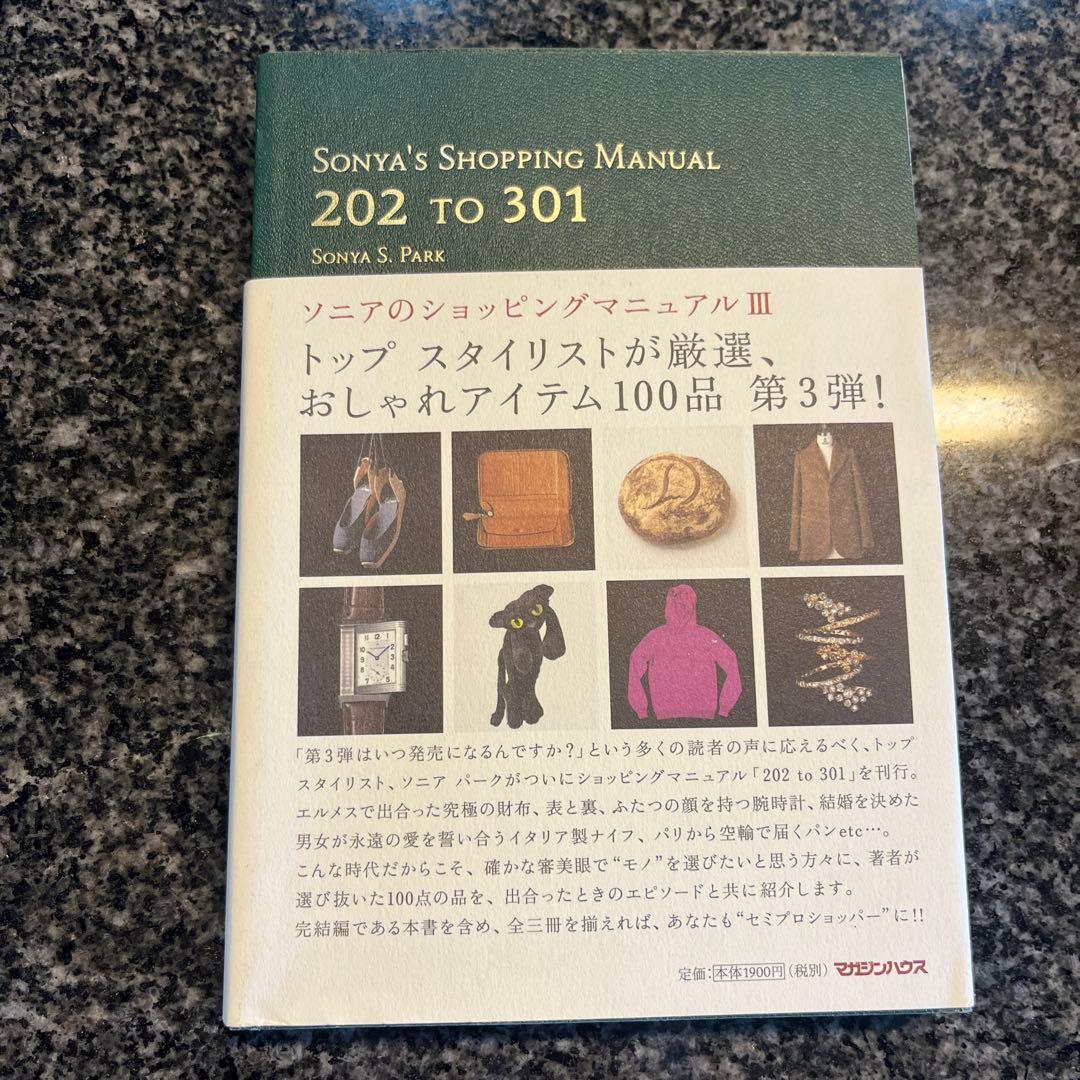 SONYA'S SHOPPING MANUAL
202 TO 301
SONYA S. PARK
ソニアのショッピングマニュアル III
トップ スタイリストが厳選、
おしゃれアイテム100品 第3弾!
「第3弾はいつ発売になるんですか?」という多くの読者の声に応えるべく、トップ
スタイリスト、ソニア パークがついにショッピングマニュアル「202 to 301」を刊行。
エルメスで出合った究極の財布、表と裏、ふたつの顔を持つ腕時計、結婚を決めた
男女が永遠の愛を誓い合うイタリア製ナイフ、パリから空輸で届くパンetc…。
こんな時代だからこそ、確かな審美眼で“モノ”を選びたいと思う方々に、著者が
選び抜いた100点の品を、出合ったときのエピソードと共に紹介します。
完結編である本書を含め、全三冊を揃えれば、あなたも“セミプロショッパー”に!!
定価:本体1900円(税別) マガジンハウス